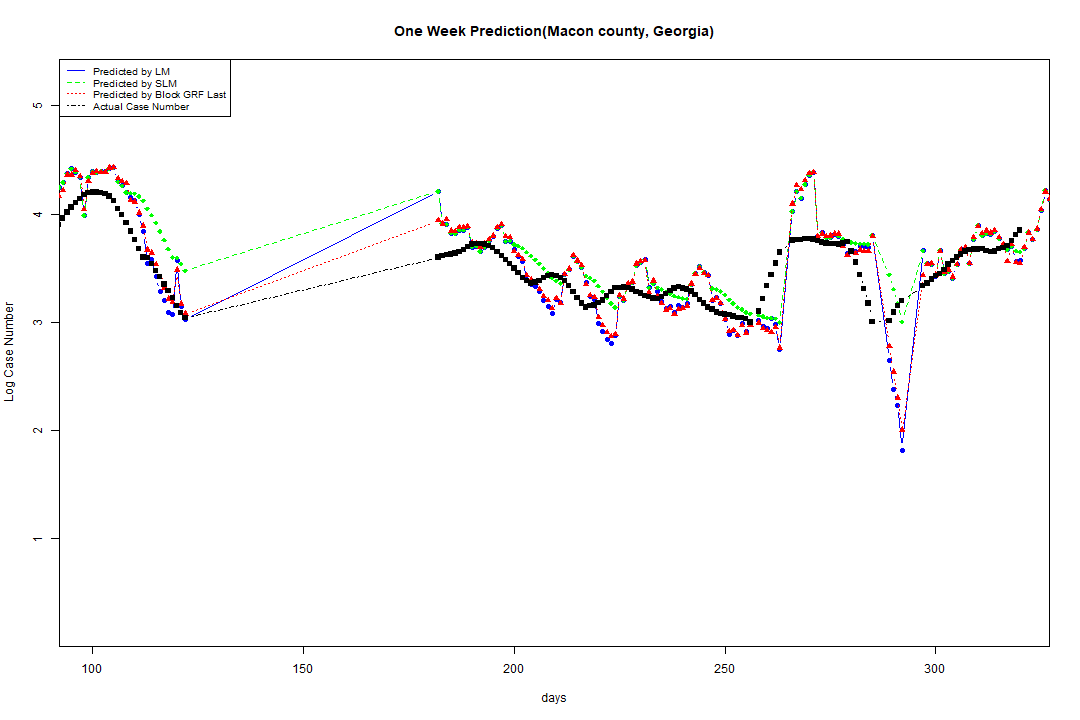 One Week Prediction(Macon county, Georgia)
Predicted by LM
Predicted by SLM
Predicted by Block GRF Last
Actual Case Number
5
4
3
2
1
Log Case Number
100 150 200 250 300
days